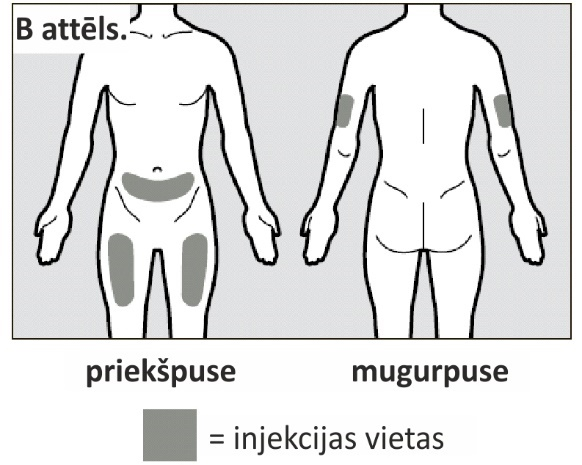 B attēls.
priekšpuse mugurpuse
= injekcijas vietas